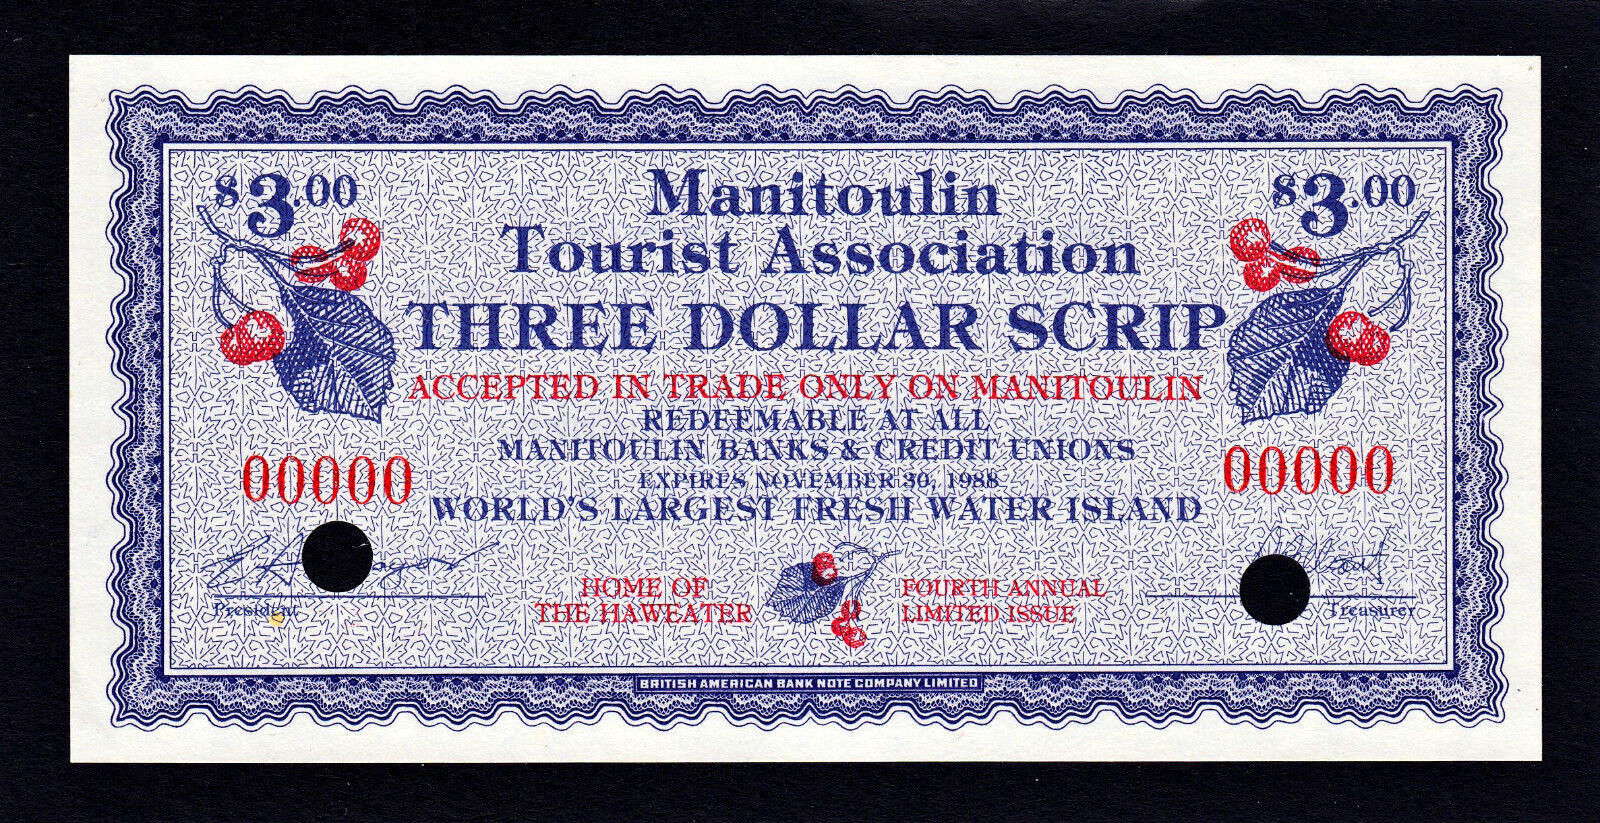 $3.00
$3.00
Manitoulin
Tourist Association
THREE DOLLAR SCRIP
ACCEPTED IN TRADE ONLY ON MANITOULIN
REDEEMABLE AT ALL
MANITOULIN BANKS & CREDIT UNIONS
EXPIRES NOVEMBER 30, 1988
WORLD'S LARGEST FRESH WATER ISLAND
00000
00000
President
HOME OF
THE HAWEATER
FOURTH ANNUAL
LIMITED ISSUE
Treasurer
BRITISH AMERICAN BANK NOTE COMPANY LIMITED